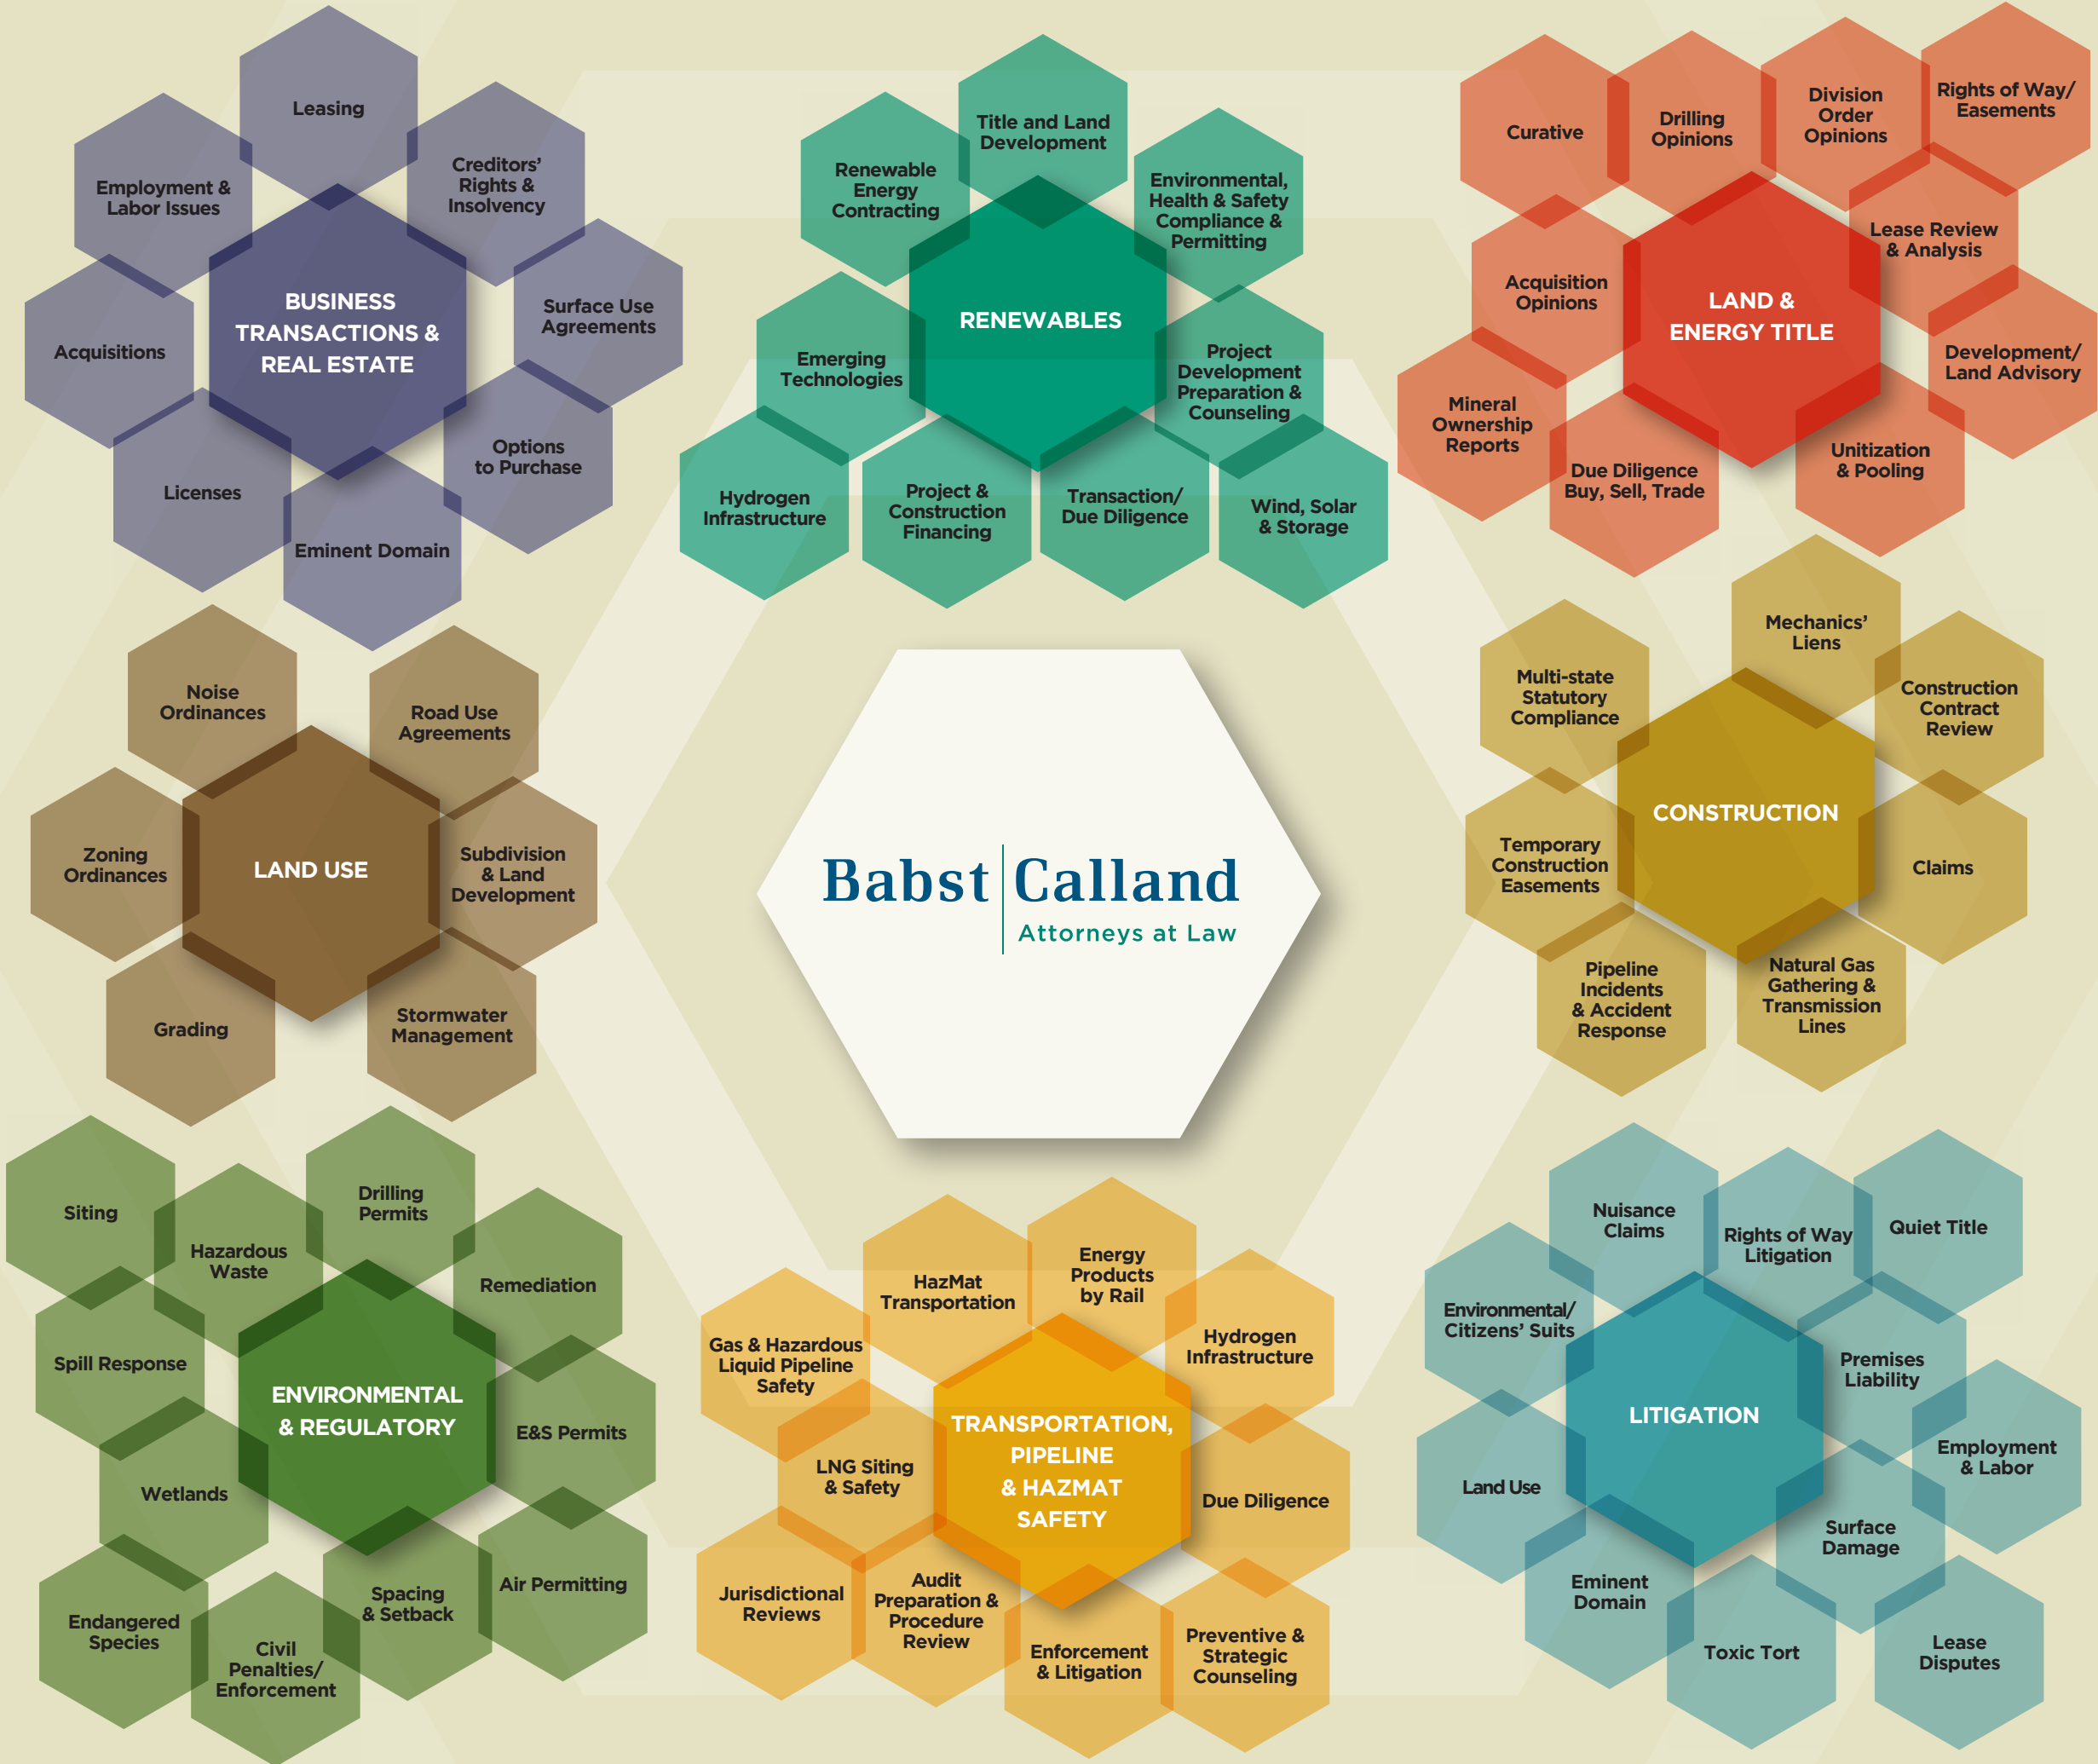 Leasing
Employment &
Labor Issues
Creditors’
Rights &
Insolvency
Acquisitions
BUSINESS
TRANSACTIONS &
REAL ESTATE
Surface Use
Agreements
Options
to Purchase
Licenses
Eminent Domain
Title and Land
Development
Renewable
Energy
Contracting
Environmental,
Health & Safety
Compliance &
Permitting
RENEWABLES
Emerging
Technologies
Project
Development
Preparation &
Counseling
Hydrogen
Infrastructure
Project &
Construction
Financing
Transaction/
Due Diligence
Wind, Solar
& Storage
Curative
Drilling
Opinions
Division
Order
Opinions
Rights of Way/
Easements
Lease Review
& Analysis
Acquisition
Opinions
LAND &
ENERGY TITLE
Development/
Land Advisory
Mineral
Ownership
Reports
Due Diligence
Buy, Sell, Trade
Unitization
& Pooling
Noise
Ordinances
Road Use
Agreements
Zoning
Ordinances
LAND USE
Subdivision
& Land
Development
Grading
Stormwater
Management
Babst Calland
Attorneys at Law
Mechanics’
Liens
Multi-state
Statutory
Compliance
Construction
Contract
Review
CONSTRUCTION
Temporary
Construction
Easements
Claims
Pipeline
Incidents
& Accident
Response
Natural Gas
Gathering &
Transmission
Lines
Siting
Hazardous
Waste
Drilling
Permits
Remediation
Spill Response
ENVIRONMENTAL
& REGULATORY
E&S Permits
Wetlands
Air Permitting
Spacing
& Setback
Endangered
Species
Civil
Penalties/
Enforcement
HazMat
Transportation
Energy
Products
by Rail
Gas & Hazardous
Liquid Pipeline
Safety
Hydrogen
Infrastructure
TRANSPORTATION,
PIPELINE
& HAZMAT
SAFETY
LNG Siting
& Safety
Due Diligence
Jurisdictional
Reviews
Audit
Preparation &
Procedure
Review
Enforcement
& Litigation
Preventive &
Strategic
Counseling
Nuisance
Claims
Rights of Way
Litigation
Quiet Title
Environmental/
Citizens’ Suits
Premises
Liability
LITIGATION
Employment
& Labor
Land Use
Surface
Damage
Eminent
Domain
Toxic Tort
Lease
Disputes